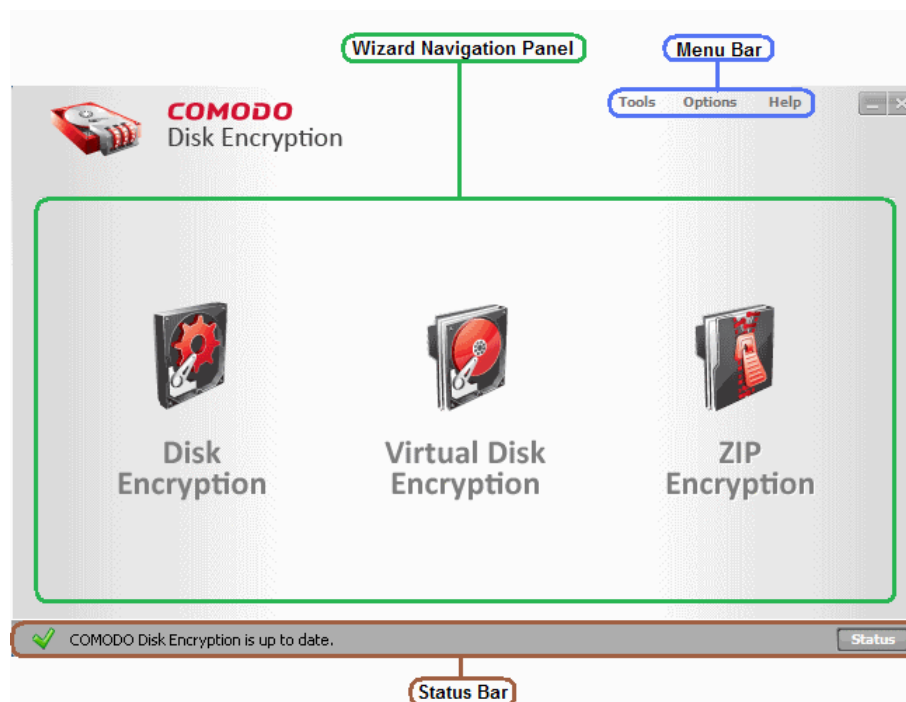 Wizard Navigation Panel
Menu Bar
Tools Options Help
COMODO
Disk Encryption
Disk
Encryption
Virtual Disk
Encryption
ZIP
Encryption
COMODO Disk Encryption is up to date.
Status
Status Bar